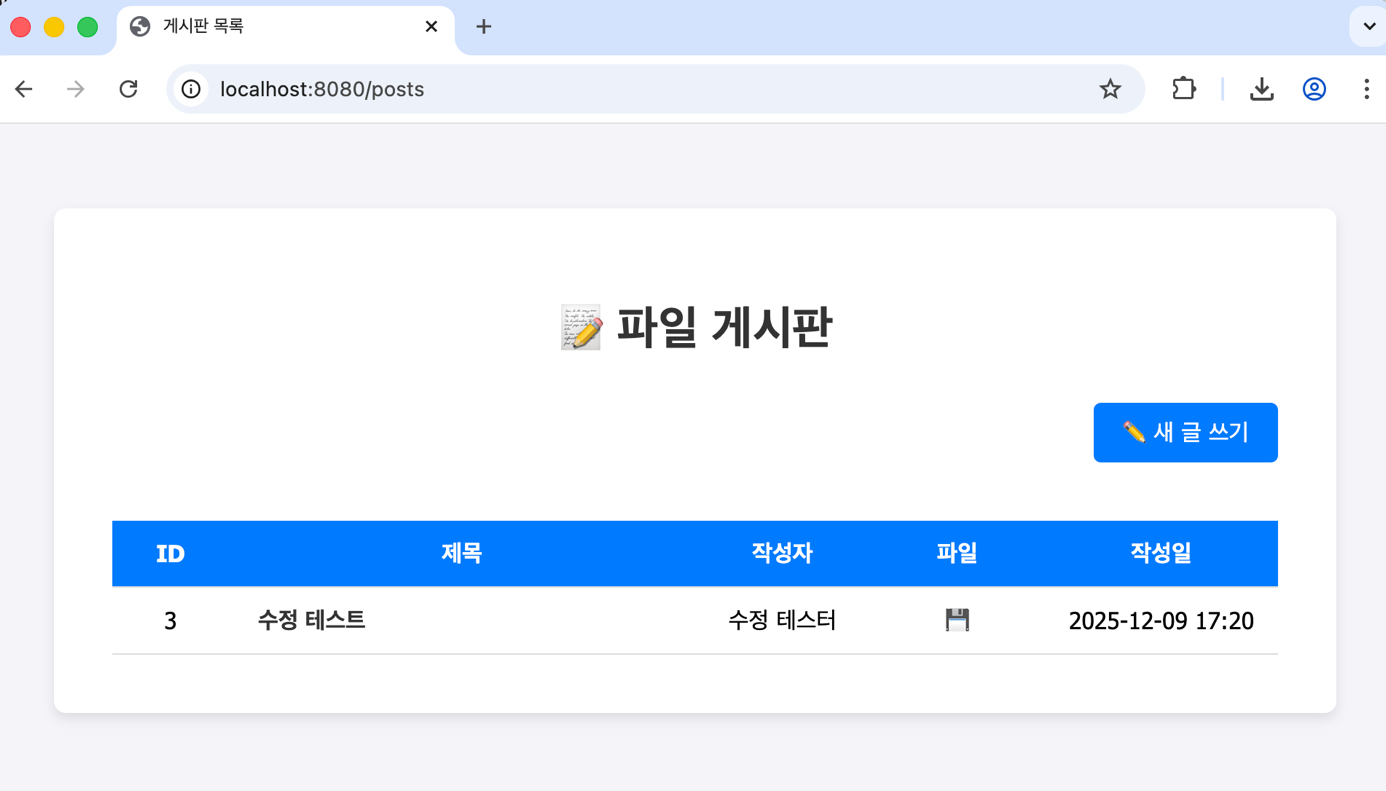 게시판 목록
localhost:8080/posts
📝 파일 게시판
✏️ 새 글 쓰기
ID 제목 작성자 파일 작성일
3 수정 테스트 수정 테스터 💾 2025-12-09 17:20